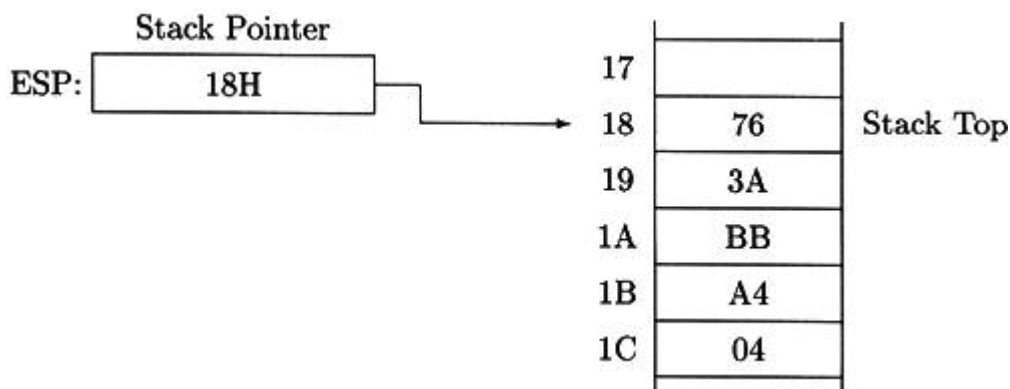 Stack Pointer
ESP: 18H
17
18 76 Stack Top
19 3A
1A BB
1B A4
1C 04